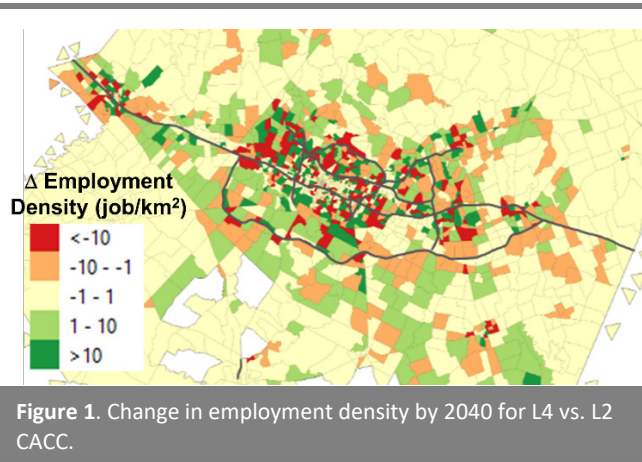 Δ Employment
Density (job/km²)
<-10
-10 - -1
-1 - 1
1 - 10
>10
Figure 1. Change in employment density by 2040 for L4 vs. L2
CACC.